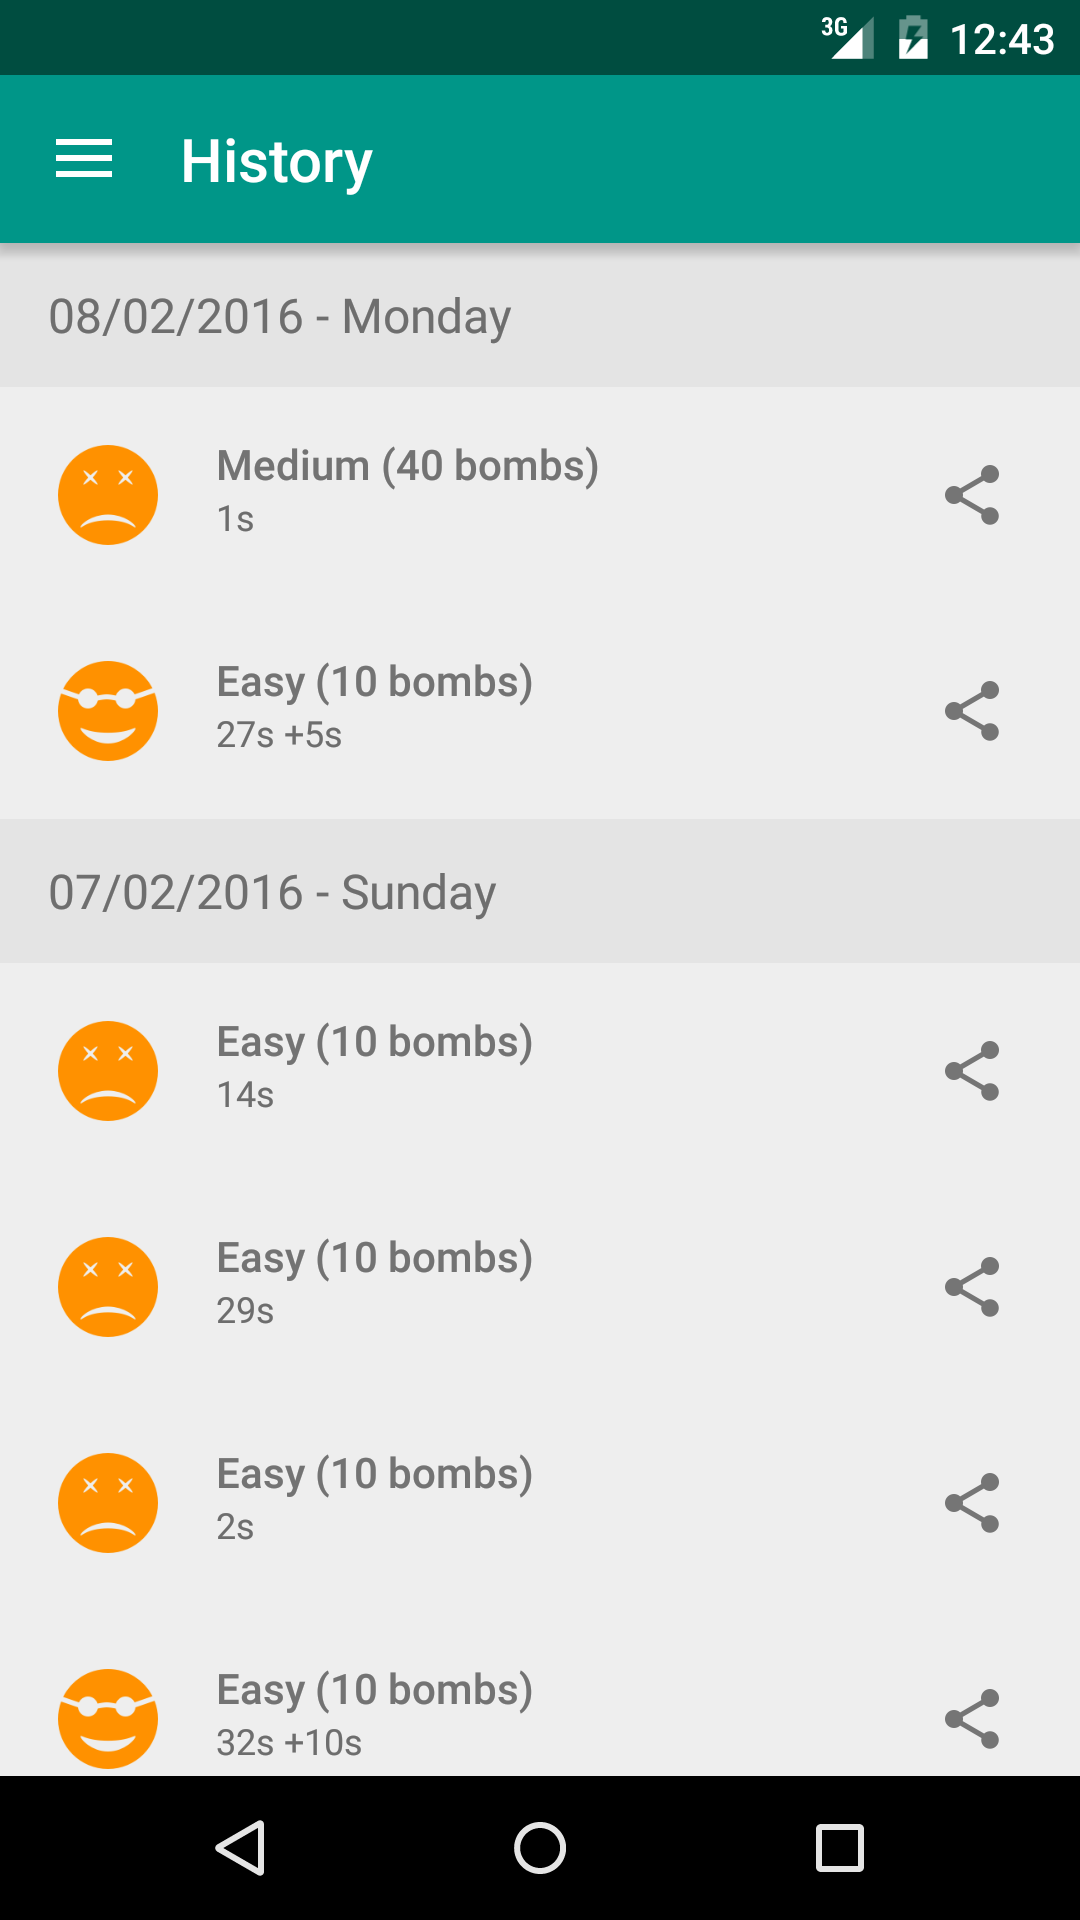 3G 12:43
History
08/02/2016 - Monday
Medium (40 bombs)
1s
Easy (10 bombs)
27s +5s
07/02/2016 - Sunday
Easy (10 bombs)
14s
Easy (10 bombs)
29s
Easy (10 bombs)
2s
Easy (10 bombs)
32s +10s